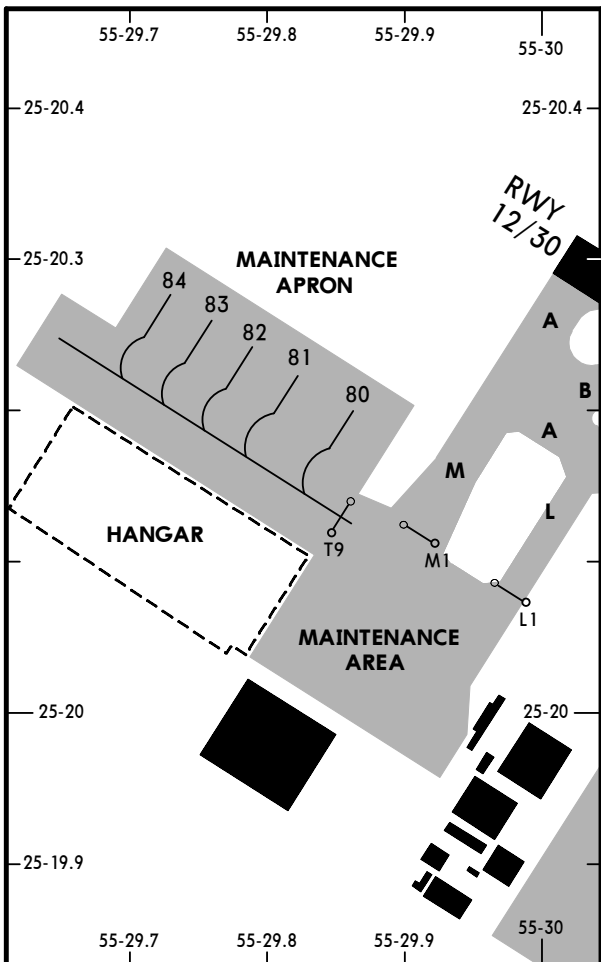 55-29.7 55-29.8 55-29.9 55-30
25-20.4 25-20.4
RWY
12/30
25-20.3
MAINTENANCE
APRON
84
83
82
81
80
A
B
A
M
L
HANGAR
T9
M1
L1
MAINTENANCE
AREA
25-20 25-20
25-19.9
55-29.7 55-29.8 55-29.9 55-30